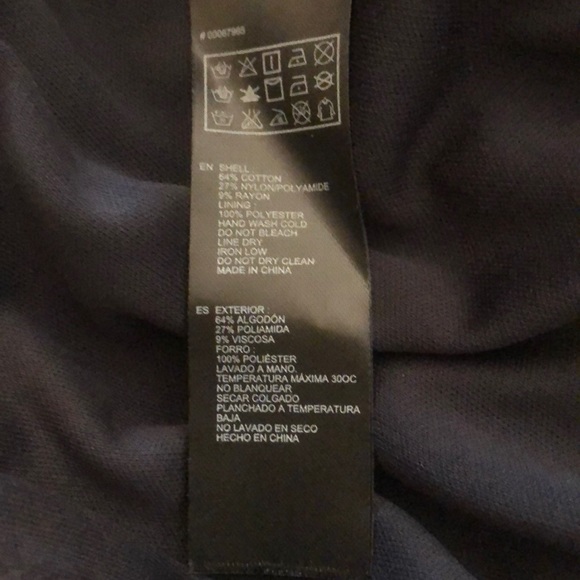 # 03067965
EN SHELL :
64% COTTON
27% NYLON/POLYAMIDE
9% RAYON
LINING :
100% POLYESTER
HAND WASH COLD
DO NOT BLEACH
LINE DRY
IRON LOW
DO NOT DRY CLEAN
MADE IN CHINA
ES EXTERIOR :
64% ALGODÓN
27% POLIAMIDA
9% VISCOSA
FORRO :
100% POLIÉSTER
LAVADO A MANO.
TEMPERATURA MÁXIMA 30OC
NO BLANQUEAR
SECAR COLGADO
PLANCHADO A TEMPERATURA
BAJA
NO LAVADO EN SECO
HECHO EN CHINA